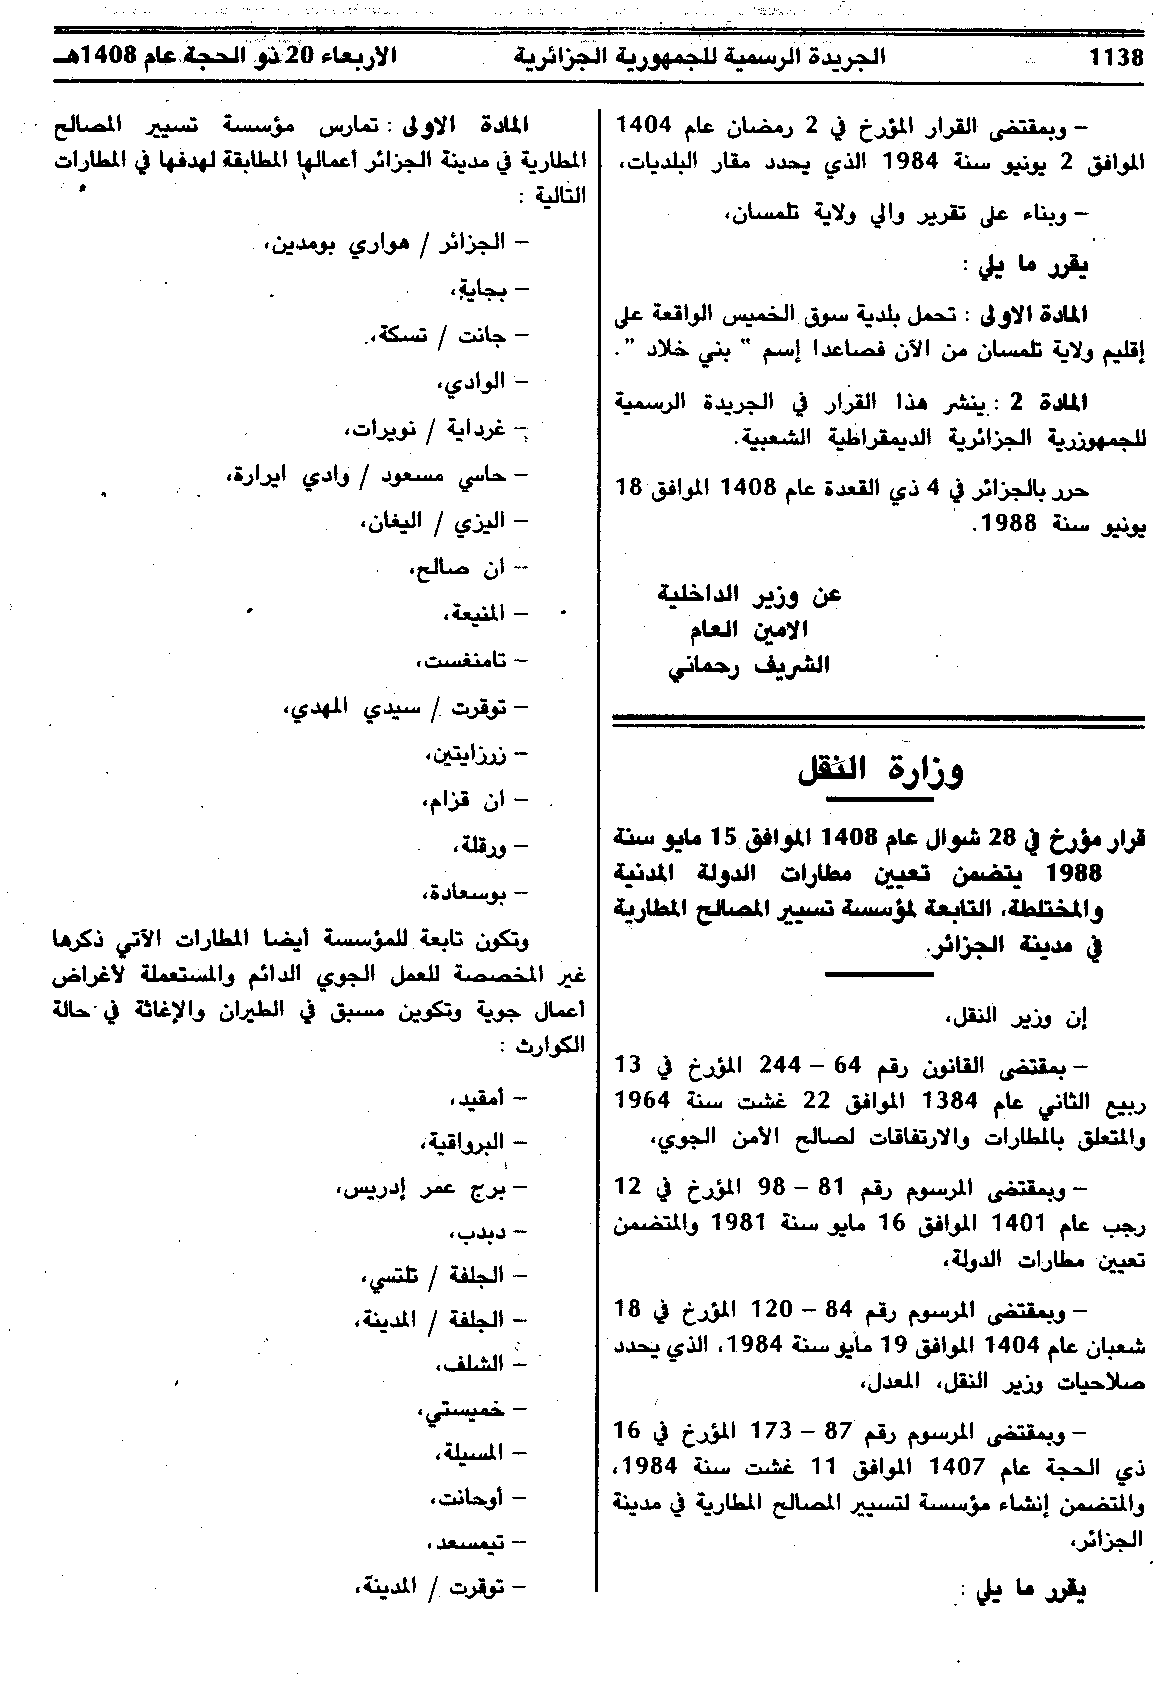 1138
الجريدة الرسمية للجمهورية الجزائرية
الاربعاء 20 ذو الحجة عام 1408هـ
– وبمقتضى القرار المؤرخ في 2 رمضان عام 1404
الموافق 2 يونيو سنة 1984 الذي يحدد مقار البلديات،
– وبناء على تقرير والي ولاية تلمسان،
يقرر ما يلي :
المادة الاولى : تحمل بلدية سوق الخميس الواقعة على
إقليم ولاية تلمسان من الآن فصاعدا إسم " بني خلاد ".
المادة 2 : ينشر هذا القرار في الجريدة الرسمية
للجمهوزرية الجزائرية الديمقراطية الشعبية.
حرر بالجزائر في 4 ذي القعدة عام 1408 الموافق 18
يونيو سنة 1988.
عن وزير الداخلية
الامين العام
الشريف رحماني
وزارة النقل
قرار مؤرخ في 28 شوال عام 1408 الموافق 15 مايو سنة
1988 يتضمن تعيين مطارات الدولة المدنية
والمختلطة، التابعة لمؤسسة تسيير المصالح المطارية
في مدينة الجزائر.
إن وزير النقل،
– بمقتضى القانون رقم 64 – 244 المؤرخ في 13
ربيع الثاني عام 1384 الموافق 22 غشت سنة 1964
والمتعلق بالمطارات والارتفاقات لصالح الأمن الجوي،
– وبمقتضى المرسوم رقم 81 – 98 المؤرخ في 12
رجب عام 1401 الموافق 16 مايو سنة 1981 والمتضمن
تعيين مطارات الدولة،
– وبمقتضى المرسوم رقم 84 – 120 المؤرخ في 18
شعبان عام 1404 الموافق 19 مايو سنة 1984، الذي يحدد
صلاحيات وزير النقل، المعدل،
– وبمقتضى المرسوم رقم 87 – 173 المؤرخ في 16
ذي الحجة عام 1407 الموافق 11 غشت سنة 1984،
والمتضمن إنشاء مؤسسة لتسيير المصالح المطارية في مدينة
الجزائر،
يقرر ما يلي :
المادة الاولى : تمارس مؤسسة تسيير المصالح
المطارية في مدينة الجزائر أعمالها المطابقة لهدفها في المطارات
التالية :
– الجزائر / هواري بومدين،
– بجاية،
– جانت / تسكة،
– الوادي،
– غرداية / نويرات،
– حاسي مسعود / وادي ايرارة،
– اليزي / اليغان،
– ان صالح،
– المنيعة،
– تامنغست،
– توقرت / سيدي المهدي،
– زرزايتين،
– ان قزام،
– ورقلة،
– بوسعادة،
وتكون تابعة للمؤسسة أيضا المطارات الآتي ذكرها
غير المخصصة للعمل الجوي الدائم والمستعملة لأغراض
أعمال جوية وتكوين مسبق في الطيران والإغاثة في حالة
الكوارث :
– أمقيد،
– البرواقية،
– برج عمر إدريس،
– دبدب،
– الجلفة / تلتسي،
– الجلفة / المدينة،
– الشلف،
– خميستي،
– المسيلة،
– أوحانت،
– تيمسعد،
– توقرت / المدينة،